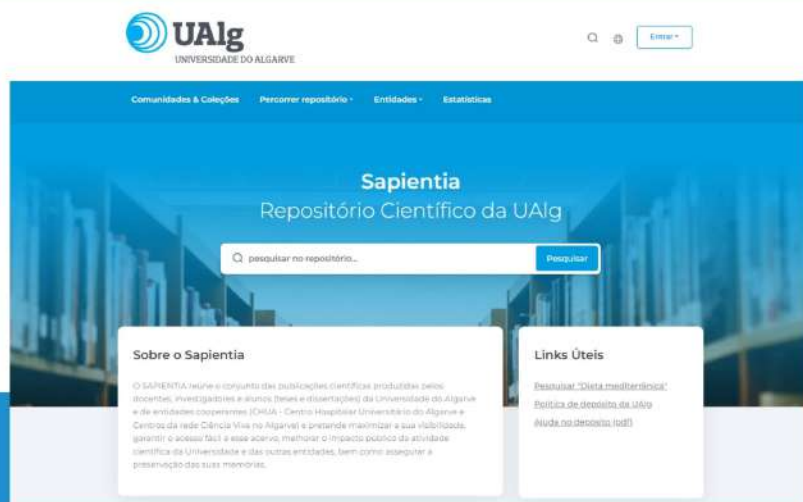 UAlg
UNIVERSIDADE DO ALGARVE
Entrar
Comunidades & Coleções Percorrer repositório Entidades Estatísticas
Sapientia
Repositório Científico da UAlg
pesquisar no repositório... Pesquisar
Sobre o Sapientia
O SAPIENTIA reúne o conjunto das publicações científicas produzidas pelos
docentes, investigadores e alunos (teses e dissertações) da Universidade do Algarve
e de entidades cooperantes (CHUA - Centro Hospitalar Universitário do Algarve e
Centros da rede Ciência Viva no Algarve) e pretende maximizar a sua visibilidade,
garantir o acesso fácil a esse acervo, melhorar o impacto público da atividade
científica da Universidade e das outras entidades, bem como assegurar a
preservação das suas memórias.
Links Úteis
Pesquisar "Dieta mediterrânica"
Política de depósito da UAlg
Ajuda no depósito (pdf)